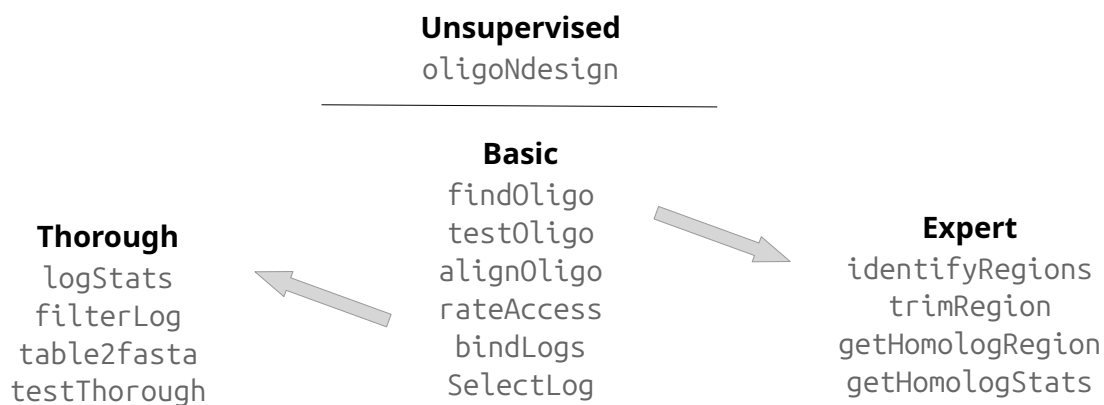 Unsupervised
oligoNdesign
Basic
findOligo
testOligo
alignOligo
rateAccess
bindLogs
SelectLog
Thorough
logStats
filterLog
table2fasta
testThorough
Expert
identifyRegions
trimRegion
getHomologRegion
getHomologStats